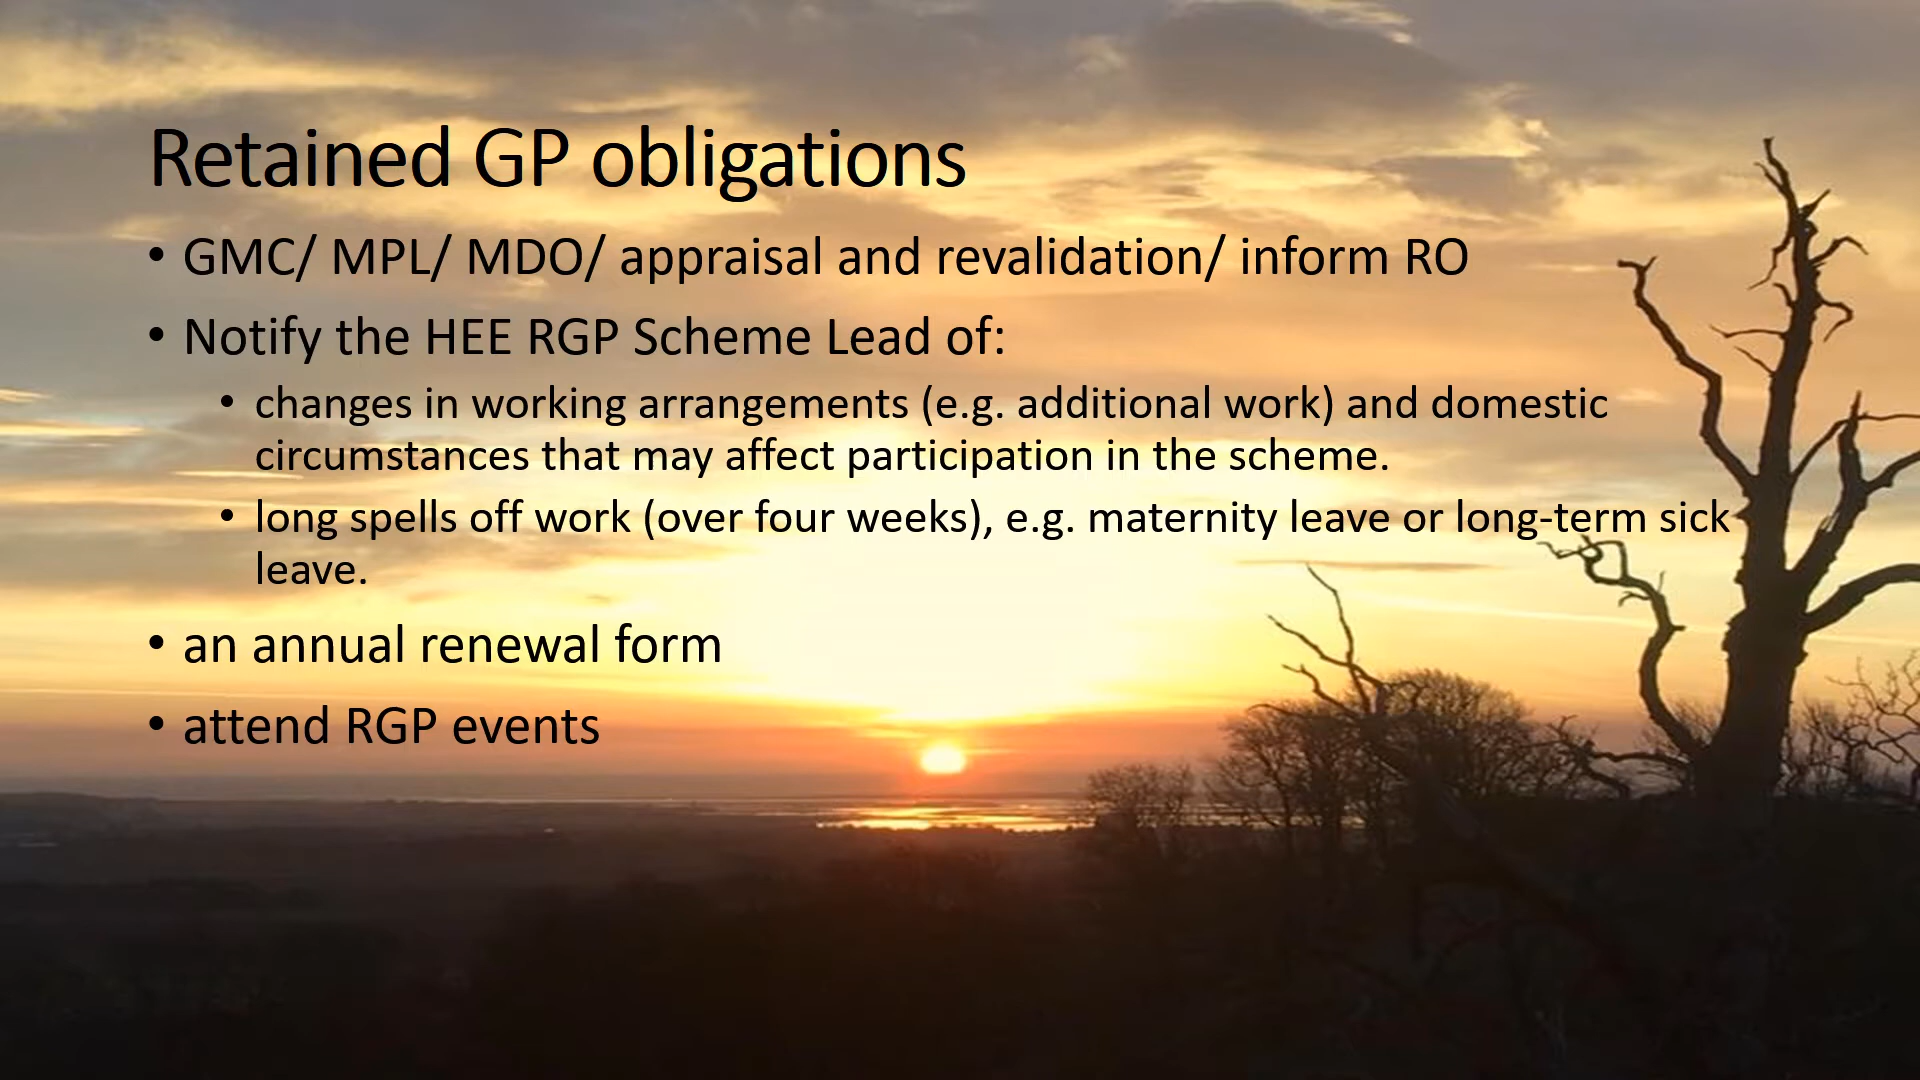 Retained GP obligations
• GMC/ MPL/ MDO/ appraisal and revalidation/ inform RO
• Notify the HEE RGP Scheme Lead of:
• changes in working arrangements (e.g. additional work) and domestic
circumstances that may affect participation in the scheme.
• long spells off work (over four weeks), e.g. maternity leave or long-term sick
leave.
• an annual renewal form
• attend RGP events